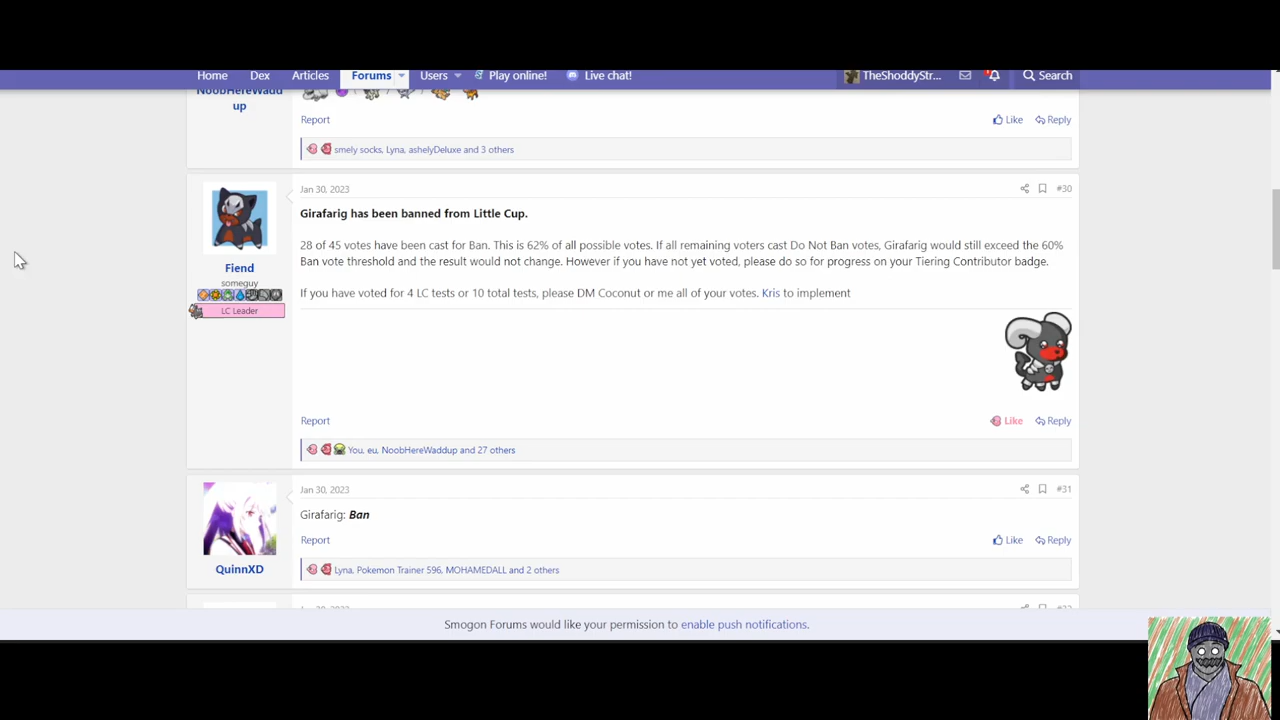 Home Dex Articles Forums Users Play online! Live chat! TheShoddyStr... Search
NoobHereWadd
up
Report Like Reply
smely socks, Lyna, ashelyDeluxe and 3 others
Jan 30, 2023 #30
Girafarig has been banned from Little Cup.
28 of 45 votes have been cast for Ban. This is 62% of all possible votes. If all remaining voters cast Do Not Ban votes, Girafarig would still exceed the 60%
Ban vote threshold and the result would not change. However if you have not yet voted, please do so for progress on your Tiering Contributor badge.
Fiend
someguy
LC Leader
If you have voted for 4 LC tests or 10 total tests, please DM Coconut or me all of your votes. Kris to implement
Report Like Reply
You, eu, NoobHereWaddup and 27 others
Jan 30, 2023 #31
Girafarig: Ban
Report Like Reply
QuinnXD
Lyna, Pokemon Trainer 596, MOHAMEDALL and 2 others
Smogon Forums would like your permission to enable push notifications.